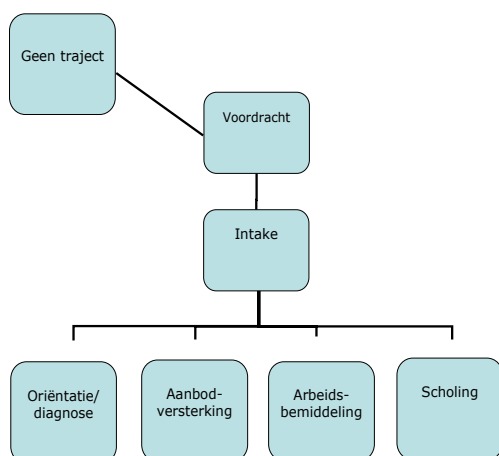 Geen traject
Voordracht
Intake
Oriëntatie/
diagnose
Aanbod-
versterking
Arbeids-
bemiddeling
Scholing